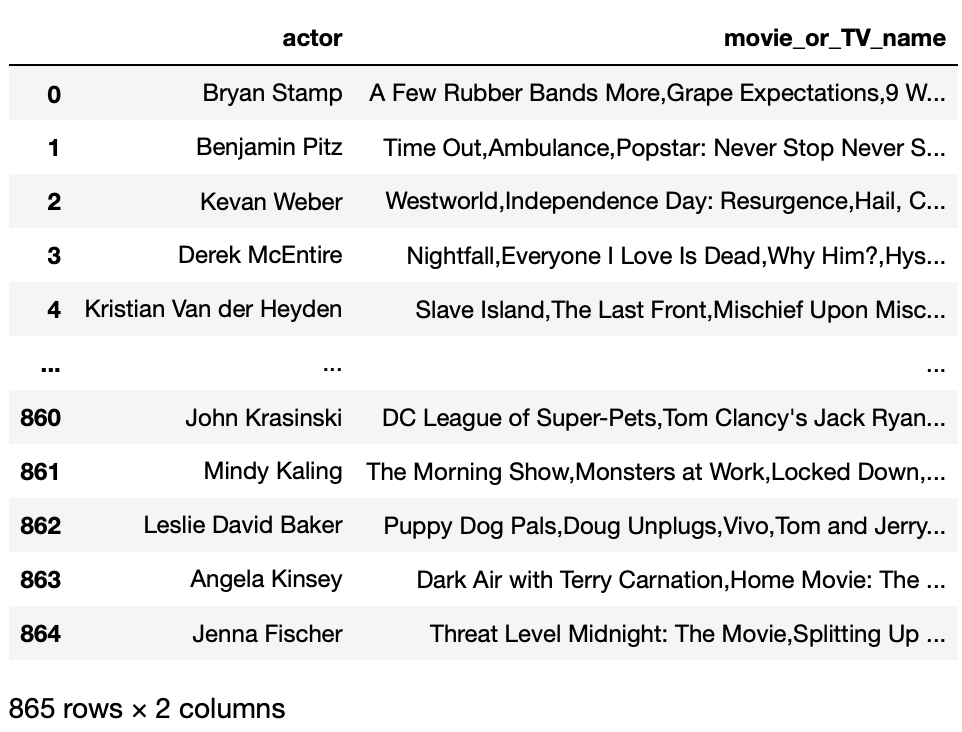 actor movie_or_TV_name
0 Bryan Stamp A Few Rubber Bands More,Grape Expectations,9 W...
1 Benjamin Pitz Time Out,Ambulance,Popstar: Never Stop Never S...
2 Kevan Weber Westworld,Independence Day: Resurgence,Hail, C...
3 Derek McEntire Nightfall,Everyone I Love Is Dead,Why Him?,Hys...
4 Kristian Van der Heyden Slave Island,The Last Front,Mischief Upon Misc...
... ... ...
860 John Krasinski DC League of Super-Pets,Tom Clancy's Jack Ryan...
861 Mindy Kaling The Morning Show,Monsters at Work,Locked Down,...
862 Leslie David Baker Puppy Dog Pals,Doug Unplugs,Vivo,Tom and Jerry...
863 Angela Kinsey Dark Air with Terry Carnation,Home Movie: The ...
864 Jenna Fischer Threat Level Midnight: The Movie,Splitting Up ...
865 rows × 2 columns